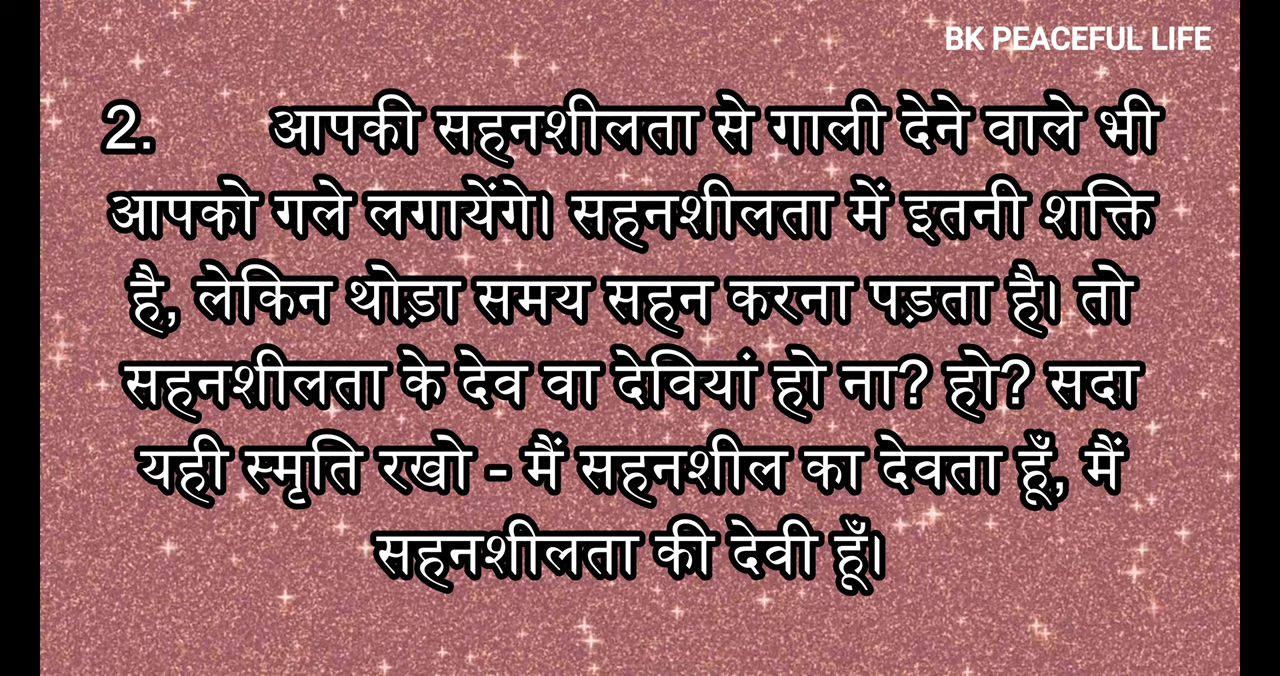 BK PEACEFUL LIFE
2. आपकी सहनशीलता से गाली देने वाले भी
आपको गले लगायेंगे। सहनशीलता में इतनी शक्ति
है, लेकिन थोड़ा समय सहन करना पड़ता है। तो
सहनशीलता के देव वा देवियां हो ना? हो? सदा
यही स्मृति रखो - मैं सहनशील का देवता हूँ, मैं
सहनशीलता की देवी हूँ।